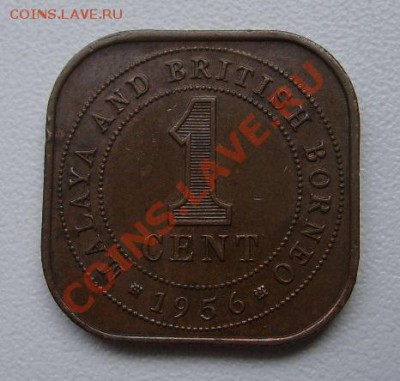 COINS.LAVE.RU
MALAYA AND BRITISH BORNEO
1
CENT
1956
COINS.LAVE.RU